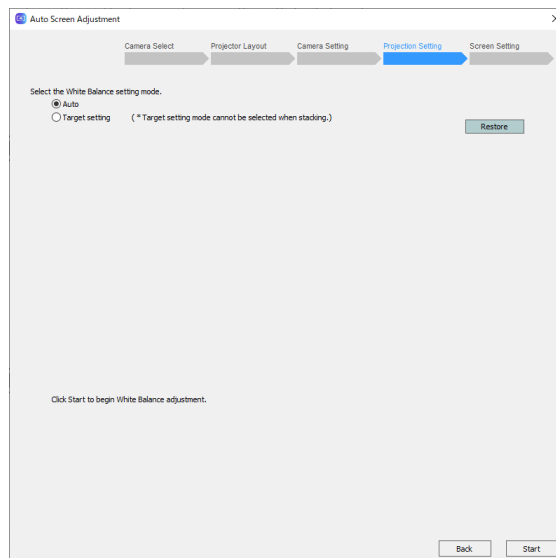 Auto Screen Adjustment
Camera Select Projector Layout Camera Setting Projection Setting Screen Setting
Select the White Balance setting mode.
Auto
Target setting ( * Target setting mode cannot be selected when stacking.)
Restore
Click Start to begin White Balance adjustment.
Back Start